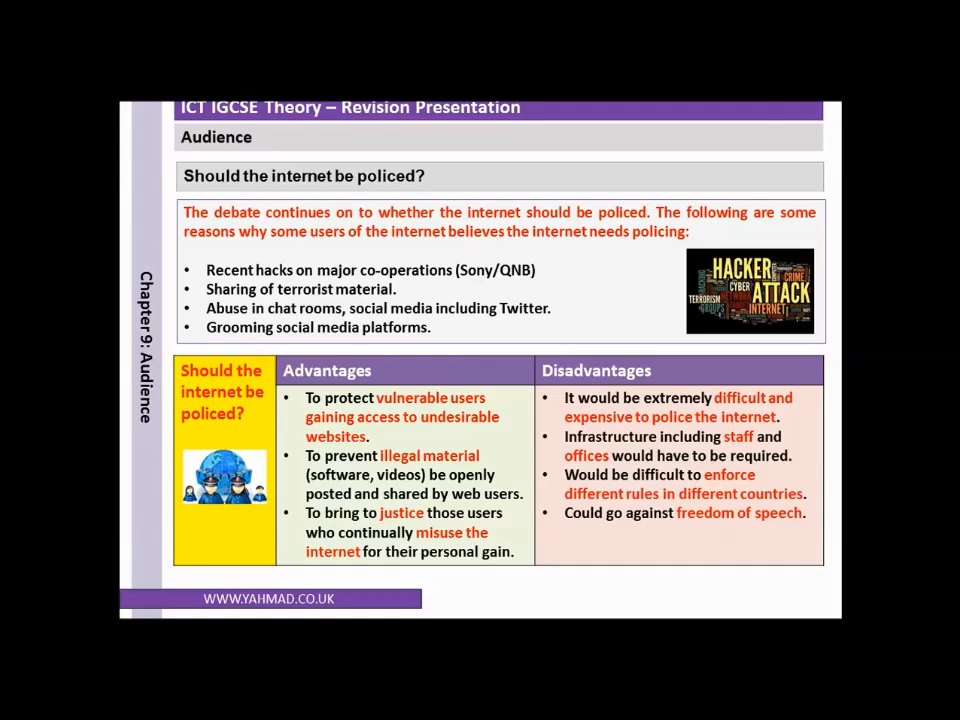 ICT IGCSE Theory – Revision Presentation
Audience
Should the internet be policed?
The debate continues on to whether the internet should be policed. The following are some
reasons why some users of the internet believes the internet needs policing:
• Recent hacks on major co-operations (Sony/QNB)
• Sharing of terrorist material.
• Abuse in chat rooms, social media including Twitter.
• Grooming social media platforms.
HACKER
CYBER
CRIME
ATTACK
TERRORISM
NETWORK
GROUPS
INTERNET
Chapter 9: Audience
Should the
internet be
policed?
Advantages
• To protect vulnerable users
gaining access to undesirable
websites.
• To prevent illegal material
(software, videos) be openly
posted and shared by web users.
• To bring to justice those users
who continually misuse the
internet for their personal gain.
Disadvantages
• It would be extremely difficult and
expensive to police the internet.
• Infrastructure including staff and
offices would have to be required.
• Would be difficult to enforce
different rules in different countries.
• Could go against freedom of speech.
WWW.YAHMAD.CO.UK